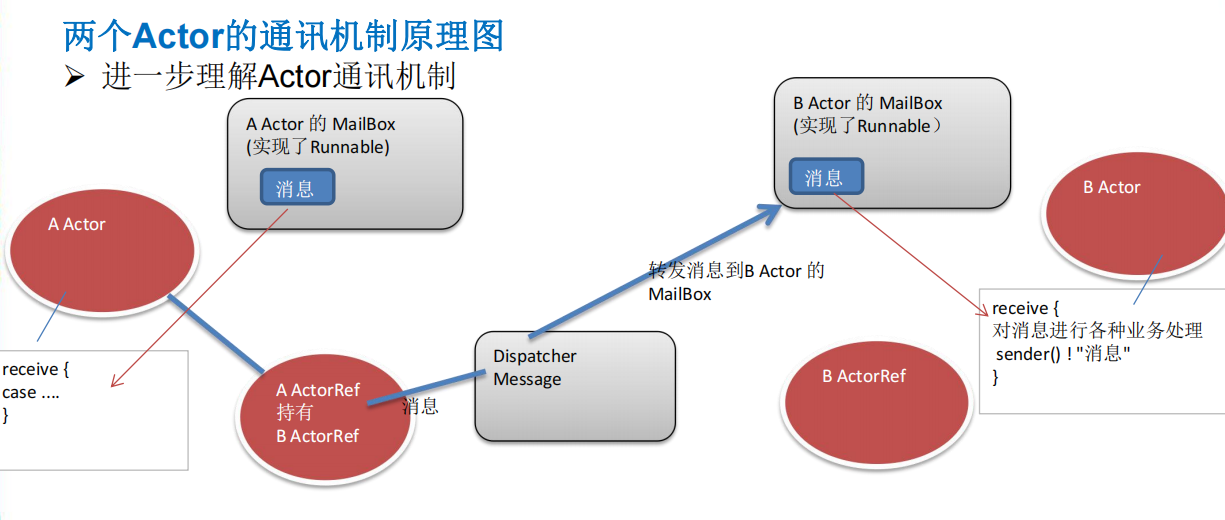 两个Actor的通讯机制原理图
➢ 进一步理解Actor通讯机制
A Actor 的 MailBox
(实现了Runnable)
消息
B Actor 的 MailBox
(实现了Runnable）
消息
A Actor
B Actor
转发消息到B Actor 的
MailBox
receive {
对消息进行各种业务处理
sender() ! "消息"
}
receive {
case ....
}
A ActorRef
持有
B ActorRef
消息
Dispatcher
Message
B ActorRef